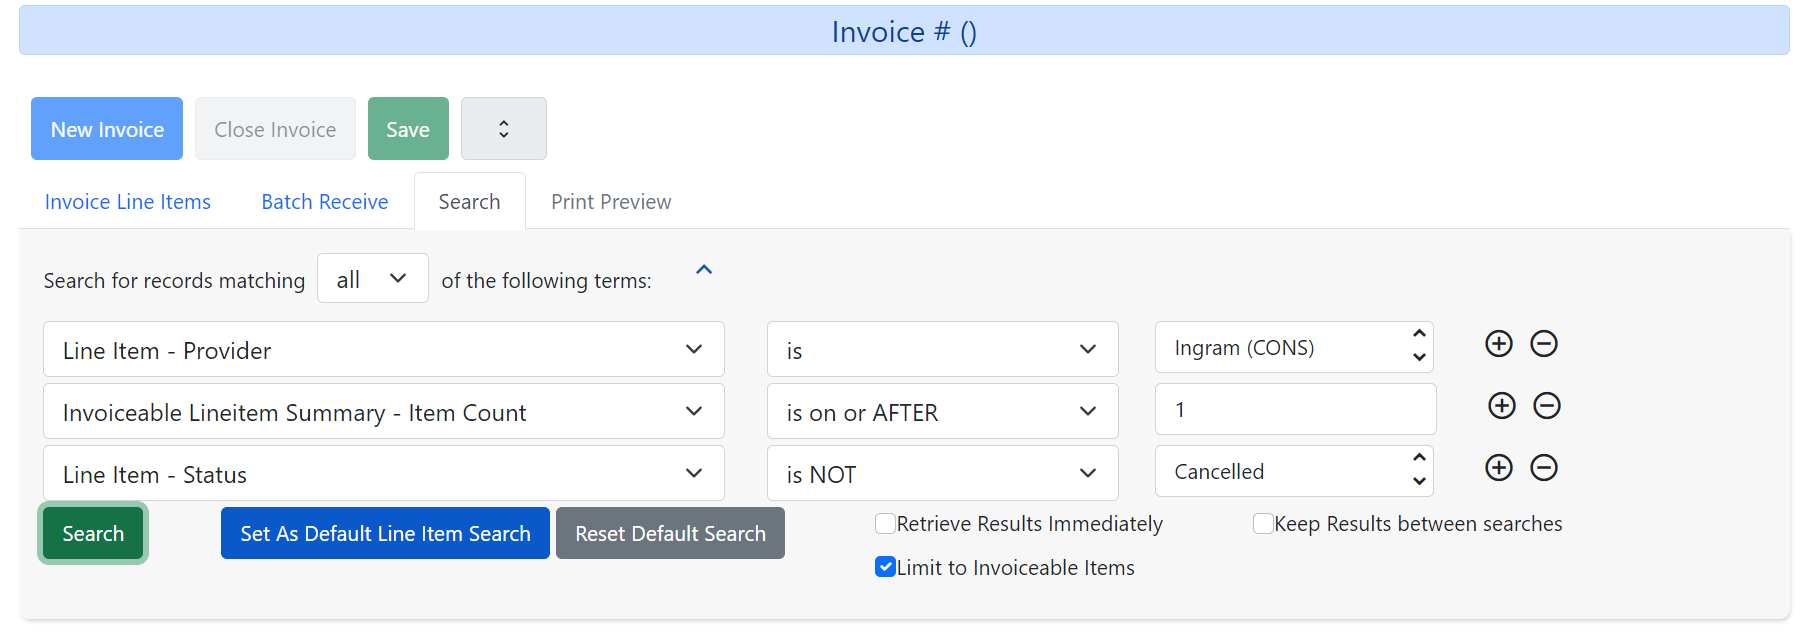 Invoice # ()
New Invoice Close Invoice Save
Invoice Line Items Batch Receive Search Print Preview
Search for records matching all of the following terms:
Line Item - Provider is Ingram (CONS)
Invoiceable Lineitem Summary - Item Count is on or AFTER 1
Line Item - Status is NOT Cancelled
Search Set As Default Line Item Search Reset Default Search Retrieve Results Immediately Keep Results between searches
Limit to Invoiceable Items